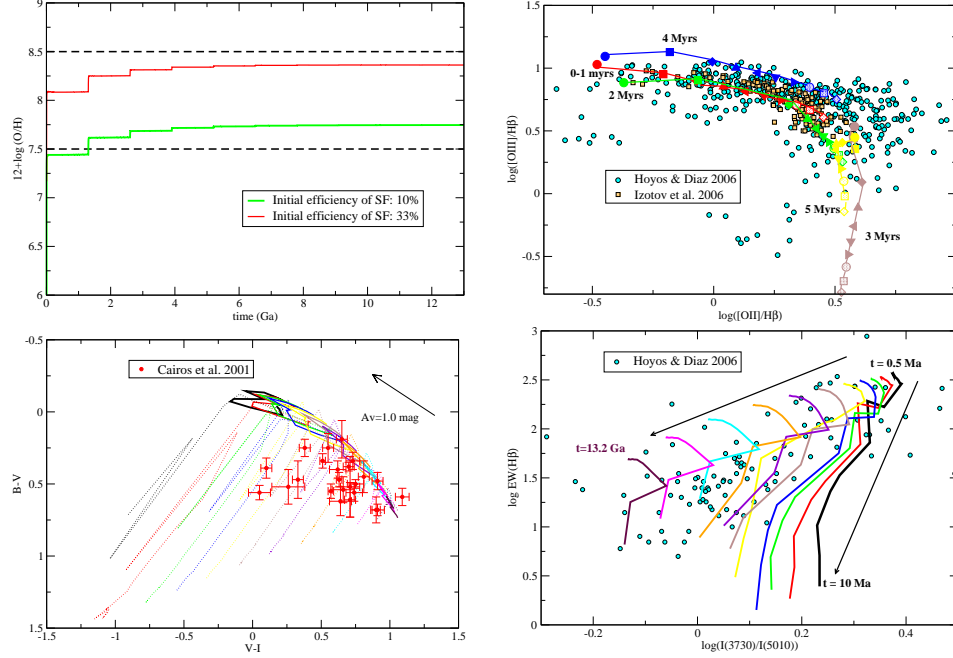 9
8.5
8
7.5
7
6.5
6
12+log (O/H)
0
2
4
6
8
10
12
time (Ga)
Initial efficiency of SF: 10%
Initial efficiency of SF: 33%
1.5
1
0.5
0
-0.5
log([OIII]/Hβ)
-0.5
0
0.5
log([OII]/Hβ)
4 Myrs
0-1 myrs
2 Myrs
5 Myrs
3 Myrs
Hoyos & Diaz 2006
Izotov et al. 2006
-0.5
0
0.5
1
1.5
B-V
-1.5
-1
-0.5
0
0.5
1
1.5
V-I
Cairos et al. 2001
Av=1.0 mag
3
2.5
2
1.5
1
0.5
0
log EW(Hβ)
-0.2
0
0.2
0.4
log(I(3730)/I(5010))
Hoyos & Diaz 2006
t = 0.5 Ma
t=13.2 Ga
t = 10 Ma